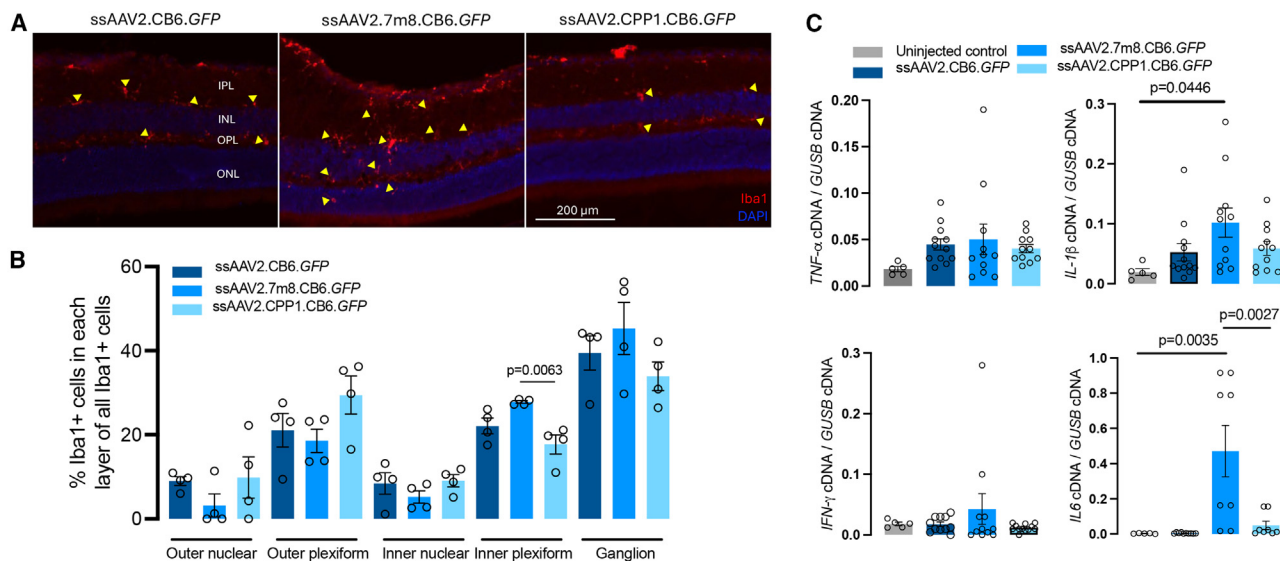 A
ssAAV2.CB6.GFP
ssAAV2.7m8.CB6.GFP
ssAAV2.CPP1.CB6.GFP
IPL
INL
OPL
ONL
200 µm
Iba1
DAPI
B
ssAAV2.CB6.GFP
ssAAV2.7m8.CB6.GFP
ssAAV2.CPP1.CB6.GFP
% Iba1+ cells in each
layer of all Iba1+ cells
60
40
20
0
p=0.0063
Outer nuclear
Outer plexiform
Inner nuclear
Inner plexiform
Ganglion
C
Uninjected control
ssAAV2.CB6.GFP
ssAAV2.7m8.CB6.GFP
ssAAV2.CPP1.CB6.GFP
TNF-α cDNA / GUSB cDNA
0.20
0.15
0.10
0.05
0.00
IL-1β cDNA / GUSB cDNA
0.3
0.2
0.1
0.0
p=0.0446
IFN-γ cDNA / GUSB cDNA
0.3
0.2
0.1
0.0
IL6 cDNA / GUSB cDNA
1.0
0.8
0.6
0.4
0.2
0.0
p=0.0027
p=0.0035